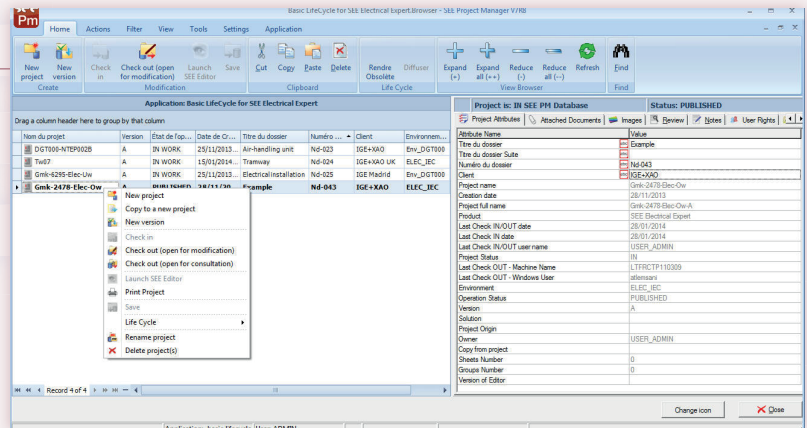 Basic LifeCycle for SEE Electrical Expert.Browser - SEE Project Manager V7R8
Pm
Home Actions Filter View Tools Settings Application
New project New version Check in Check out (open for modification) Launch SEE Editor Save Cut Copy Paste Delete Rendre Obsolète Diffuser Expand (+) Expand all (++) Reduce (-) Reduce all (--) Refresh Find
Create Modification Clipboard Life Cycle View Browser Find
Application: Basic LifeCycle for SEE Electrical Expert
Drag a column header here to group by that column
Nom du projet Version État de l'op... Date de Cr... Titre du dossier Numéro ... Client Environnem...
DGT000-NTEP002B A IN WORK 25/11/2013... Air-handling unit Nd-023 IGE+XAO Env_DGT000
Tw07 A IN WORK 15/01/2014... Tramway Nd-024 IGE+XAO UK ELEC_IEC
Gmk-6295-Elec-Uw A IN WORK 25/11/2013... Electrical installation Nd-025 IGE Madrid Env_DGT000
Gmk-2478-Elec-Ow A PUBLISHED 28/11/20... Example Nd-043 IGE+XAO ELEC_IEC
New project
Copy to a new project
New version
Check in
Check out (open for modification)
Check out (open for consultation)
Launch SEE Editor
Print Project
Save
Life Cycle
Rename project
Delete project(s)
Record 4 of 4
Project is: IN SEE PM Database Status: PUBLISHED
Project Attributes Attached Documents Images Review Notes User Rights
Attribute Name Value
Titre du dossier abc Example
Titre du dossier Suite
Numéro du dossier abc Nd-043
Client abc IGE+XAO
Project name Gmk-2478-Elec-Ow
Creation date 28/11/2013
Project full name Gmk-2478-Elec-Ow-A
Product SEE Electrical Expert
Last Check IN/OUT date 28/01/2014
Last Check IN date 28/01/2014
Last Check IN/OUT user name USER_ADMIN
Project Status IN
Last Check OUT - Machine Name LTFRCTP110309
Last Check OUT - Windows User atlemsani
Environment ELEC_IEC
Operation Status PUBLISHED
Version A
Solution
Project Origin
Owner USER_ADMIN
Copy from project
Sheets Number 0
Groups Number 0
Version of Editor
Change icon Close